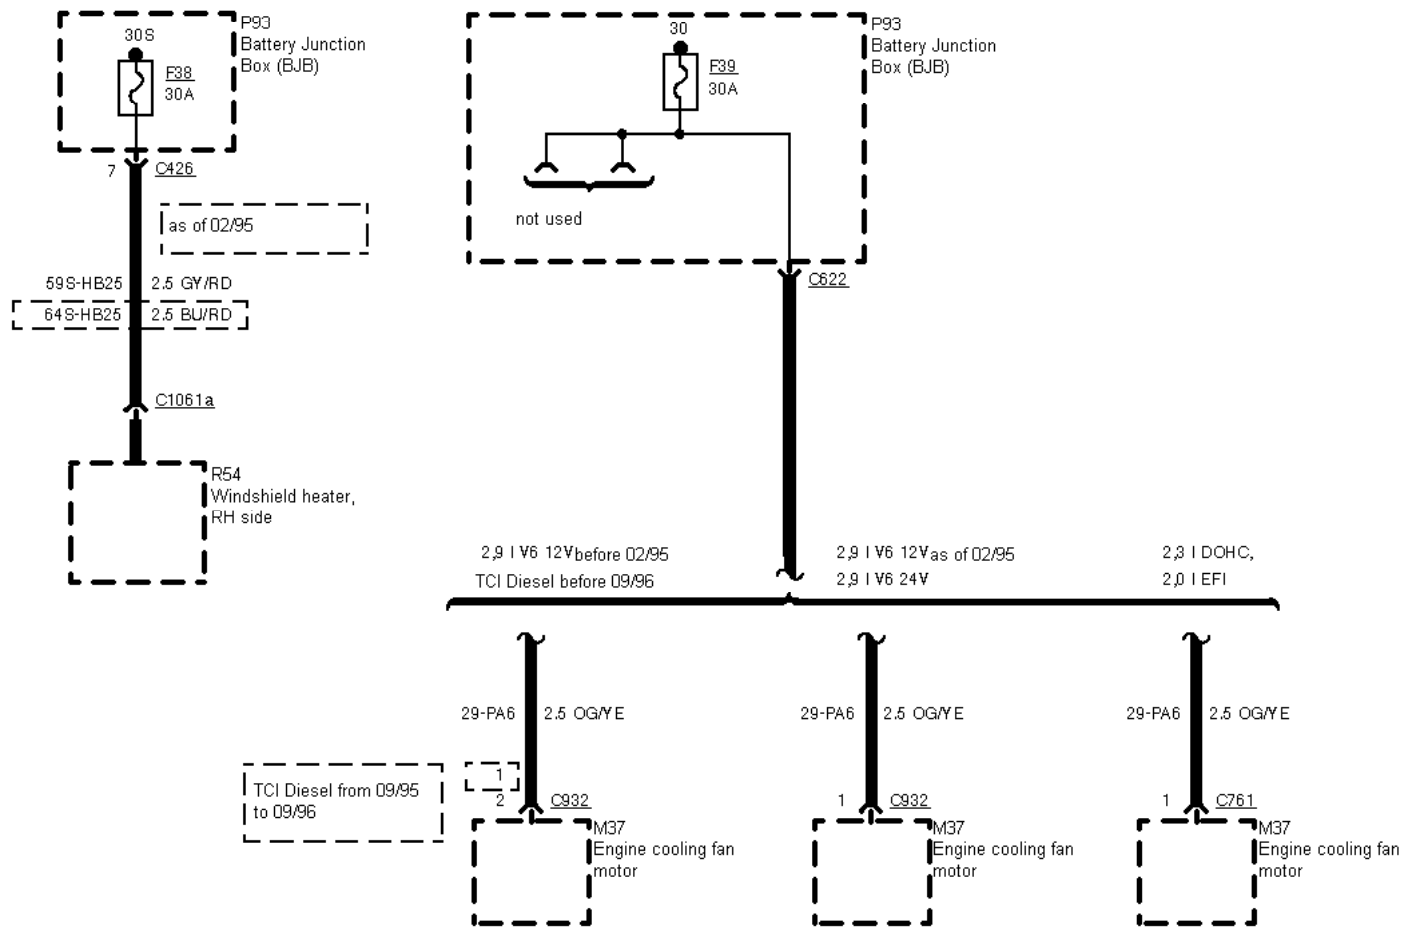 30S
F38
30A
P93
Battery Junction
Box (BJB)
7
C426
as of 02/95
59S-HB25
2.5 GY/RD
64S-HB25
2.5 BU/RD
C1061a
R54
Windshield heater,
RH side
30
F39
30A
P93
Battery Junction
Box (BJB)
not used
C622
2,9 l V6 12V before 02/95
TCI Diesel before 09/96
2,9 l V6 12V as of 02/95
2,9 l V6 24V
2,3 l DOHC,
2,0 l EFI
29-PA6
2.5 OG/YE
29-PA6
2.5 OG/YE
29-PA6
2.5 OG/YE
TCI Diesel from 09/95
to 09/96
1
2
C932
M37
Engine cooling fan
motor
1
C932
M37
Engine cooling fan
motor
1
C761
M37
Engine cooling fan
motor